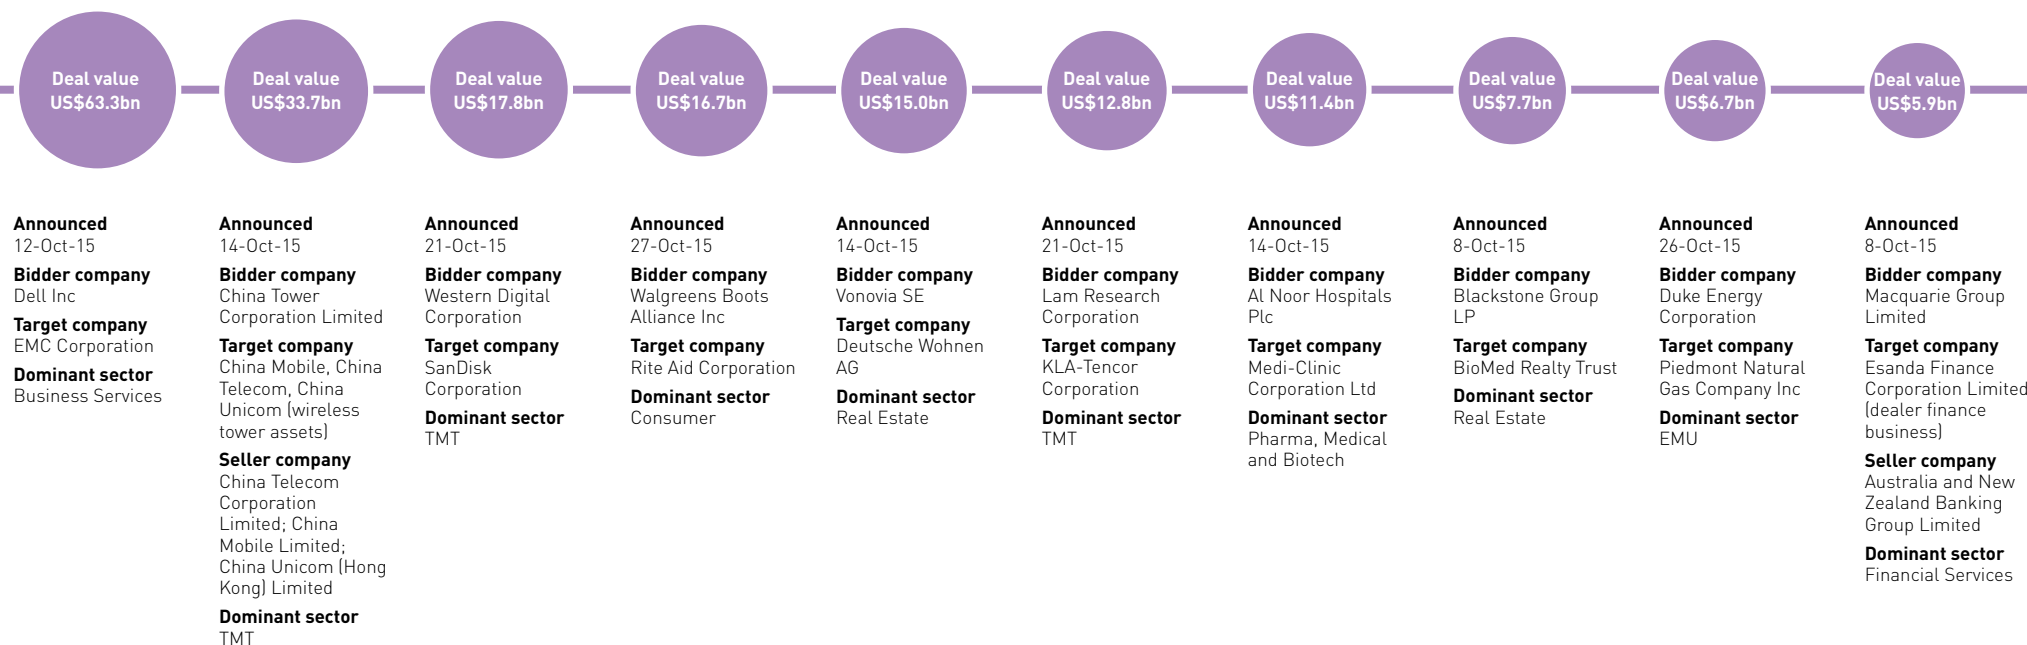 Deal value
US$63.3bn
Deal value
US$33.7bn
Deal value
US$17.8bn
Deal value
US$16.7bn
Deal value
US$15.0bn
Deal value
US$12.8bn
Deal value
US$11.4bn
Deal value
US$7.7bn
Deal value
US$6.7bn
Deal value
US$5.9bn
Announced
12-Oct-15
Bidder company
Dell Inc
Target company
EMC Corporation
Dominant sector
Business Services
Announced
14-Oct-15
Bidder company
China Tower
Corporation Limited
Target company
China Mobile, China
Telecom, China
Unicom (wireless
tower assets)
Seller company
China Telecom
Corporation
Limited; China
Mobile Limited;
China Unicom (Hong
Kong) Limited
Dominant sector
TMT
Announced
21-Oct-15
Bidder company
Western Digital
Corporation
Target company
SanDisk
Corporation
Dominant sector
TMT
Announced
27-Oct-15
Bidder company
Walgreens Boots
Alliance Inc
Target company
Rite Aid Corporation
Dominant sector
Consumer
Announced
14-Oct-15
Bidder company
Vonovia SE
Target company
Deutsche Wohnen
AG
Dominant sector
Real Estate
Announced
21-Oct-15
Bidder company
Lam Research
Corporation
Target company
KLA-Tencor
Corporation
Dominant sector
TMT
Announced
14-Oct-15
Bidder company
Al Noor Hospitals
Plc
Target company
Medi-Clinic
Corporation Ltd
Dominant sector
Pharma, Medical
and Biotech
Announced
8-Oct-15
Bidder company
Blackstone Group
LP
Target company
BioMed Realty Trust
Dominant sector
Real Estate
Announced
26-Oct-15
Bidder company
Duke Energy
Corporation
Target company
Piedmont Natural
Gas Company Inc
Dominant sector
EMU
Announced
8-Oct-15
Bidder company
Macquarie Group
Limited
Target company
Esanda Finance
Corporation Limited
(dealer finance
business)
Seller company
Australia and New
Zealand Banking
Group Limited
Dominant sector
Financial Services